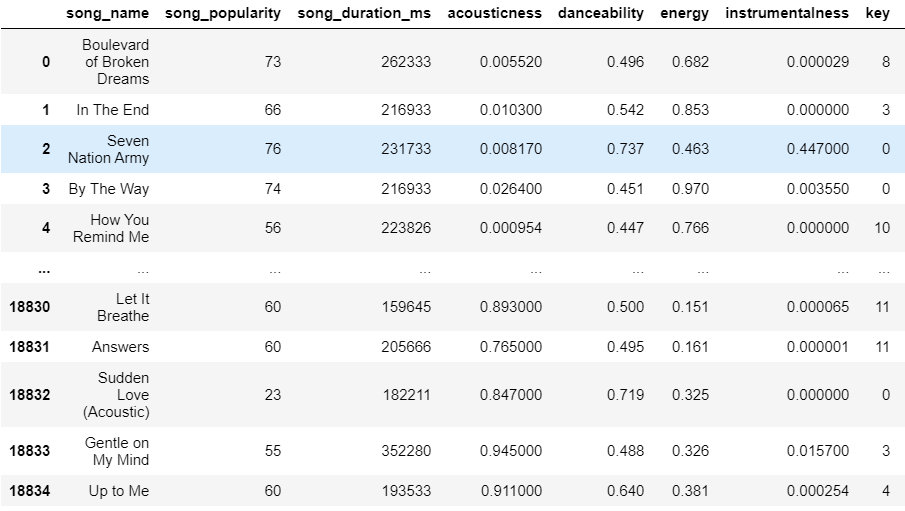 song_name song_popularity song_duration_ms acousticness danceability energy instrumentalness key
0 Boulevard of Broken Dreams 73 262333 0.005520 0.496 0.682 0.000029 8
1 In The End 66 216933 0.010300 0.542 0.853 0.000000 3
2 Seven Nation Army 76 231733 0.008170 0.737 0.463 0.447000 0
3 By The Way 74 216933 0.026400 0.451 0.970 0.003550 0
4 How You Remind Me 56 223826 0.000954 0.447 0.766 0.000000 10
... ... ... ... ... ... ... ... ...
18830 Let It Breathe 60 159645 0.893000 0.500 0.151 0.000065 11
18831 Answers 60 205666 0.765000 0.495 0.161 0.000001 11
18832 Sudden Love (Acoustic) 23 182211 0.847000 0.719 0.325 0.000000 0
18833 Gentle on My Mind 55 352280 0.945000 0.488 0.326 0.015700 3
18834 Up to Me 60 193533 0.911000 0.640 0.381 0.000254 4